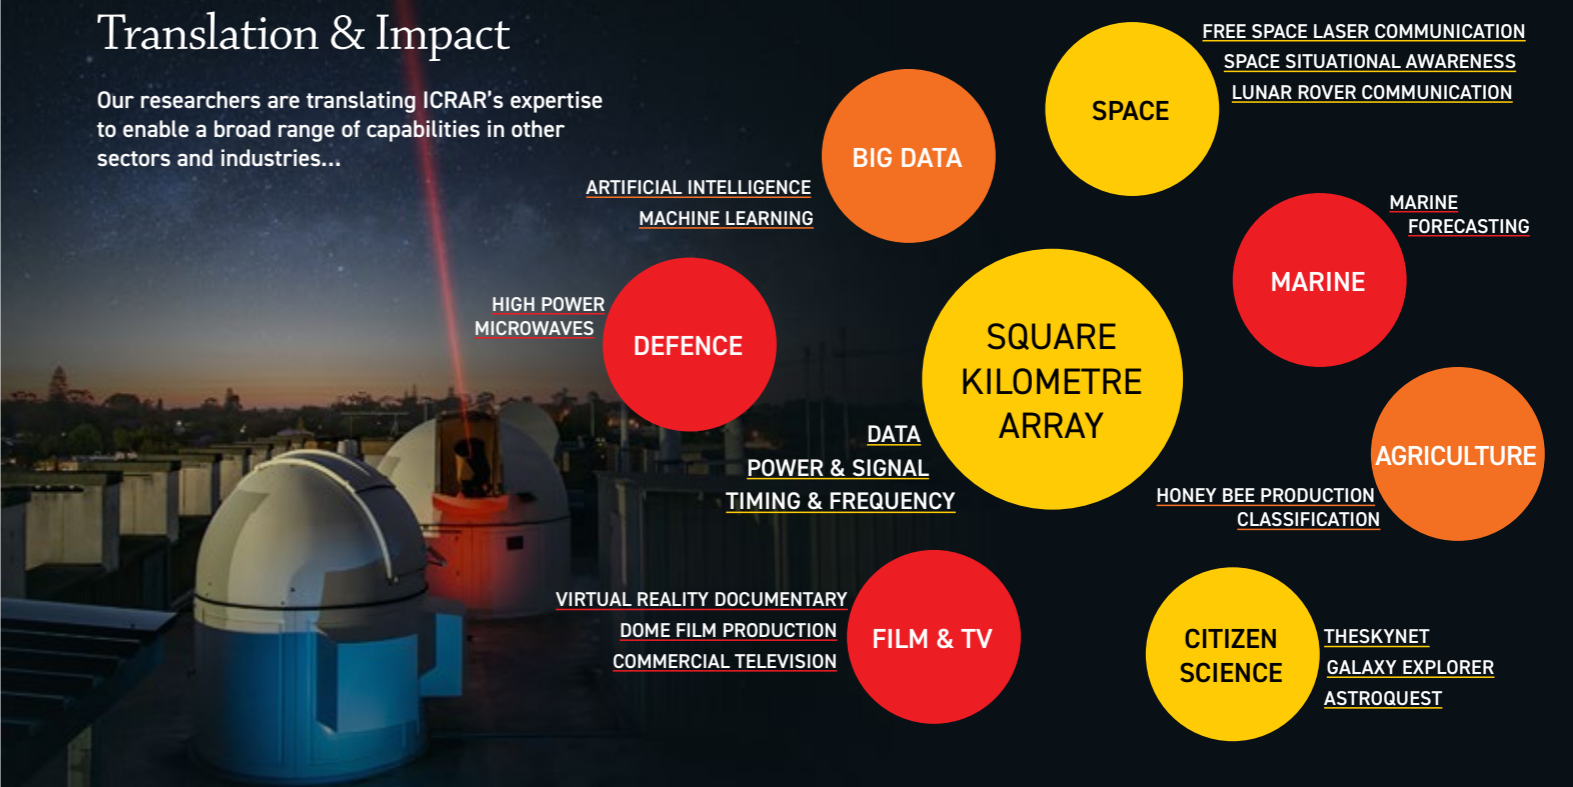 Translation & Impact
Our researchers are translating ICRAR’s expertise
to enable a broad range of capabilities in other
sectors and industries...
FREE SPACE LASER COMMUNICATION
SPACE SITUATIONAL AWARENESS
LUNAR ROVER COMMUNICATION
SPACE
BIG DATA
ARTIFICIAL INTELLIGENCE
MACHINE LEARNING
MARINE
FORECASTING
MARINE
HIGH POWER
MICROWAVES
DEFENCE
SQUARE
KILOMETRE
ARRAY
DATA
POWER & SIGNAL
TIMING & FREQUENCY
AGRICULTURE
HONEY BEE PRODUCTION
CLASSIFICATION
VIRTUAL REALITY DOCUMENTARY
DOME FILM PRODUCTION
COMMERCIAL TELEVISION
FILM & TV
CITIZEN
SCIENCE
THESKYNET
GALAXY EXPLORER
ASTROQUEST